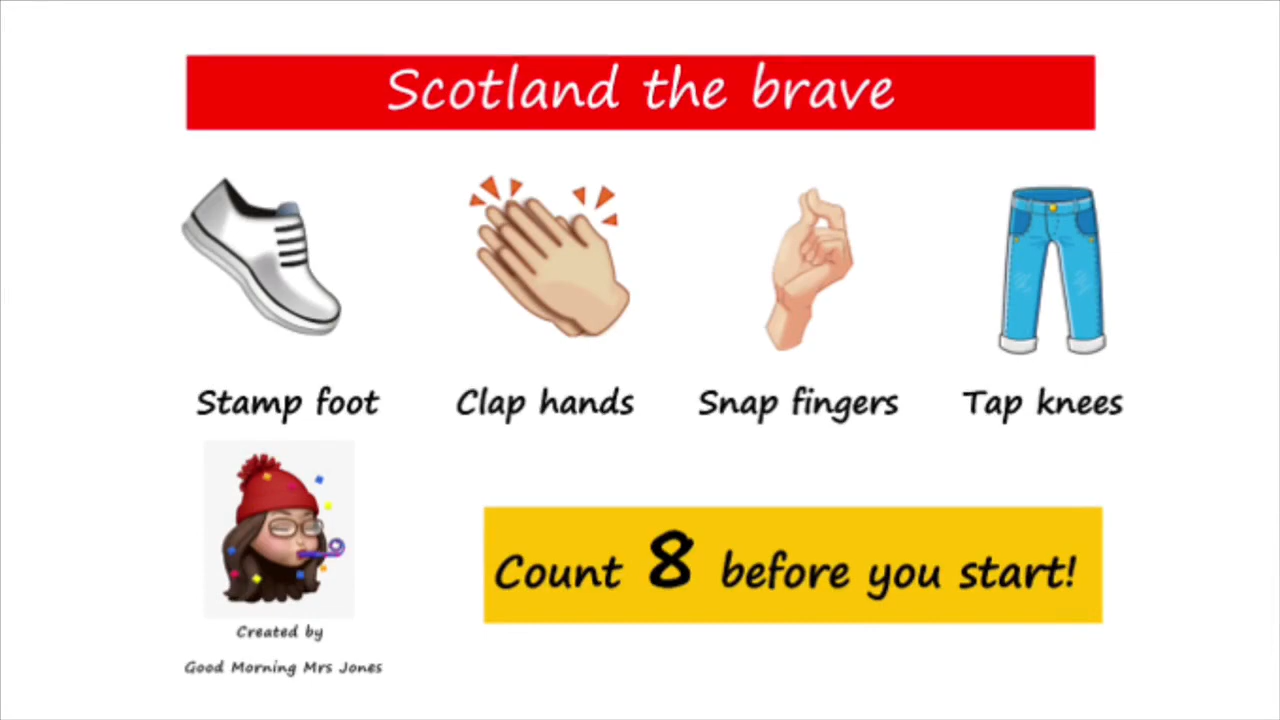 Scotland the brave
Stamp foot
Clap hands
Snap fingers
Tap knees
Count 8 before you start!
Created by
Good Morning Mrs Jones